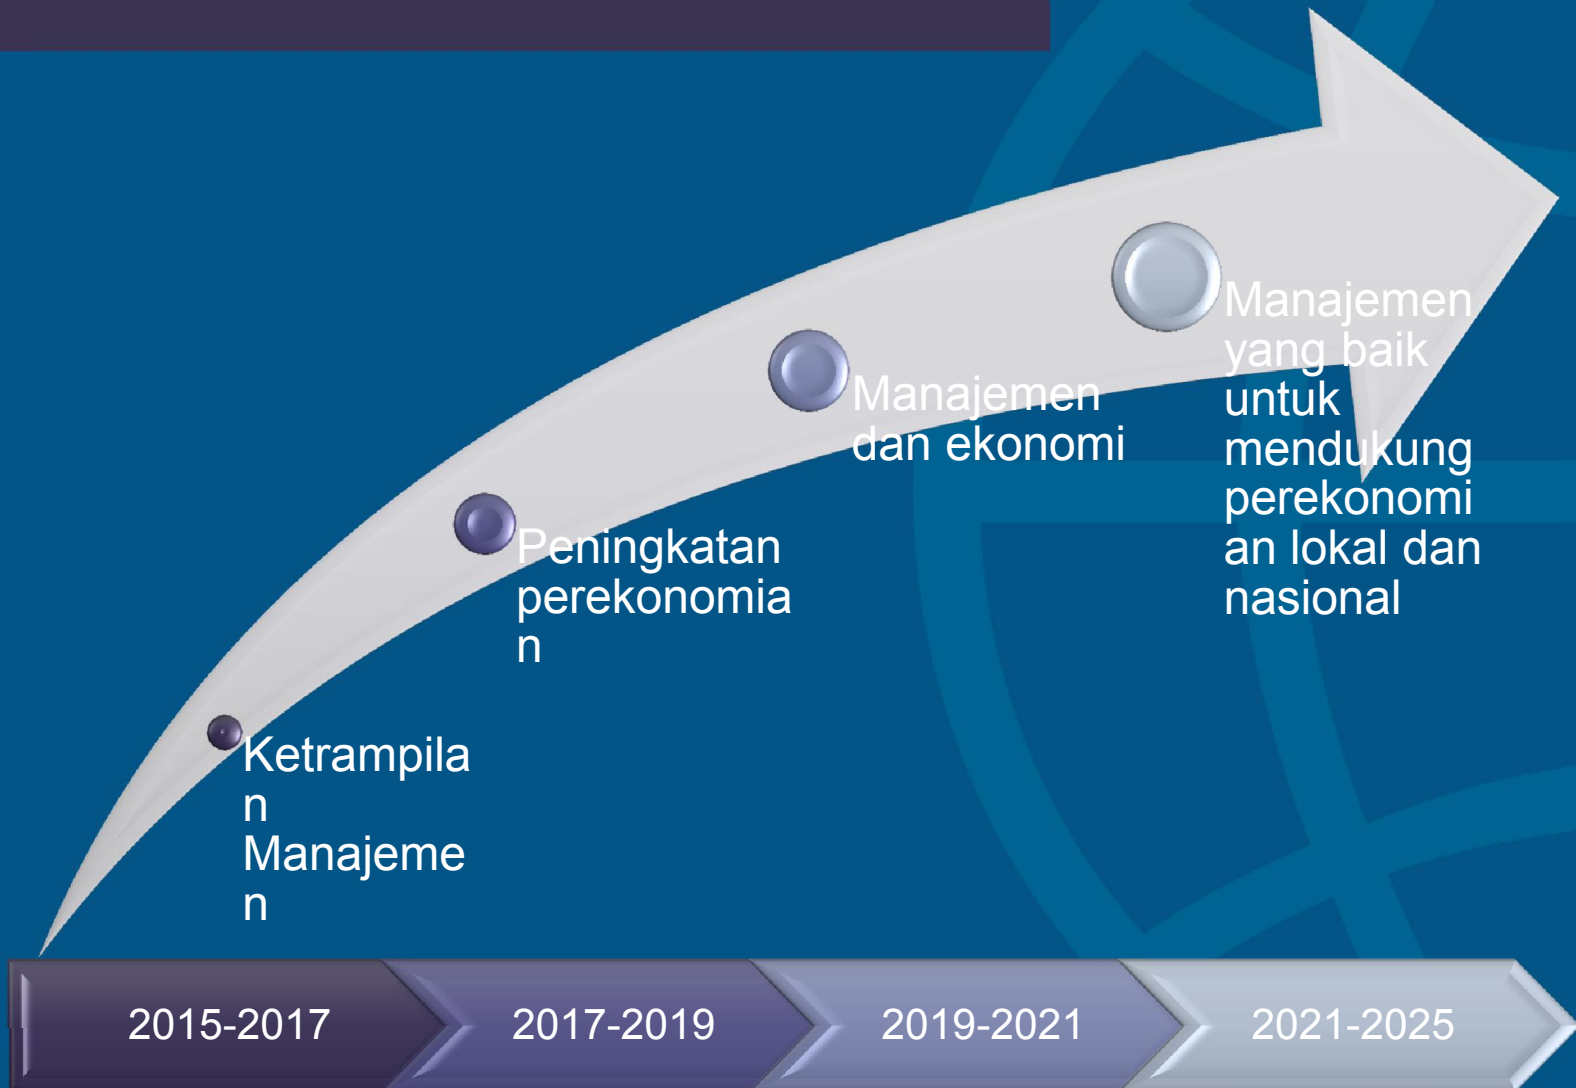 Manajemen
yang baik
untuk
mendukung
perekonomi
an lokal dan
nasional
Manajemen
dan ekonomi
Peningkatan
perekonomia
n
Ketrampila
n
Manajeme
n
2015-2017
2017-2019
2019-2021
2021-2025